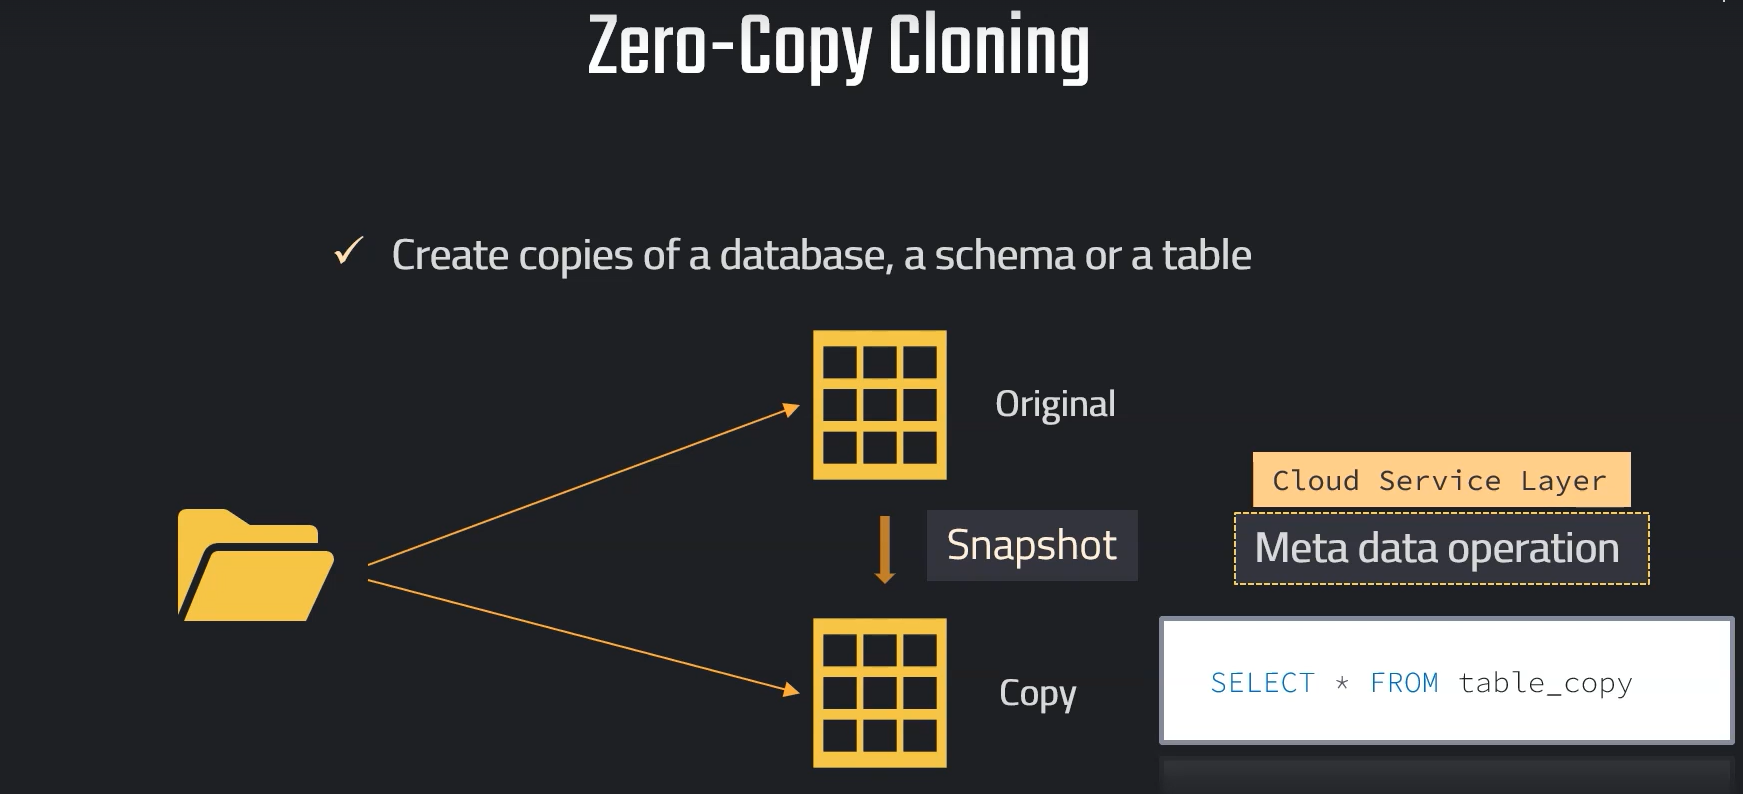 Zero-Copy Cloning
✓ Create copies of a database, a schema or a table
Original
Cloud Service Layer
Snapshot
Meta data operation
Copy
SELECT * FROM table_copy